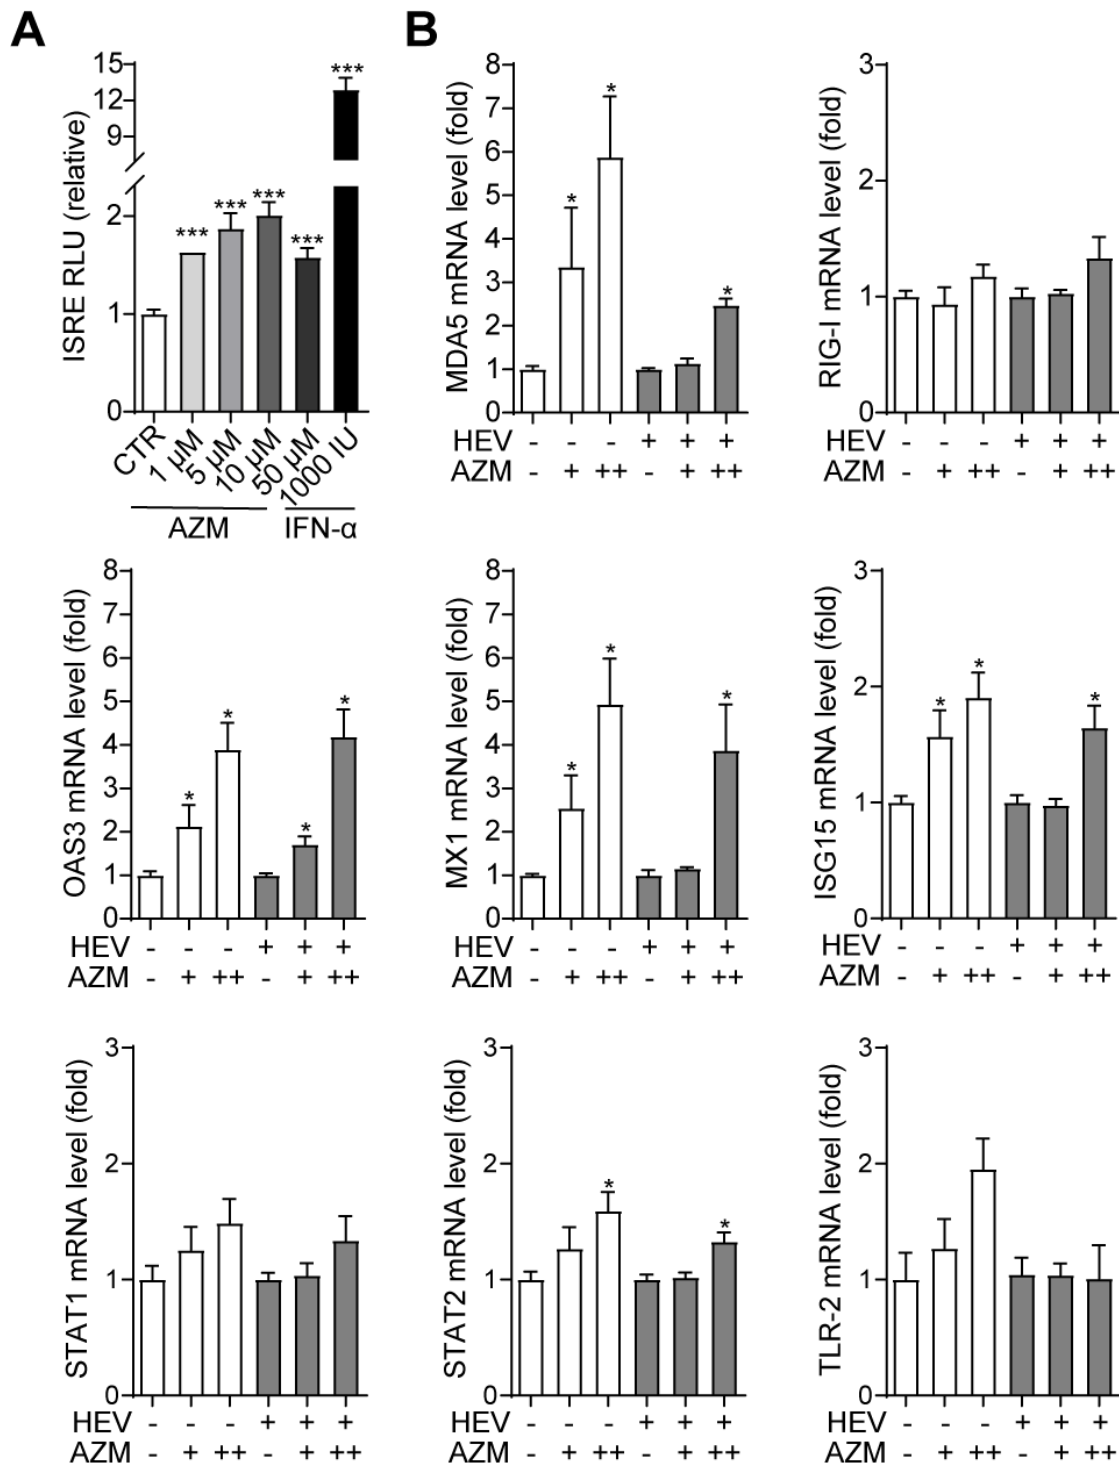 A
ISRE RLU (relative)
15
12
9
2
1
0
***
***
***
***
***
CTR
1 µM
5 µM
10 µM
50 µM
1000 IU
AZM
IFN-α
B
MDA5 mRNA level (fold)
8
7
6
5
4
3
2
1
0
*
*
*
HEV - - - + + +
AZM - + ++ - + ++
RIG-I mRNA level (fold)
3
2
1
0
- - - + + +
- + ++ - + ++
OAS3 mRNA level (fold)
8
7
6
5
4
3
2
1
0
*
*
*
*
HEV - - - + + +
AZM - + ++ - + ++
MX1 mRNA level (fold)
8
7
6
5
4
3
2
1
0
*
*
*
HEV - - - + + +
AZM - + ++ - + ++
ISG15 mRNA level (fold)
3
2
1
0
*
*
*
HEV - - - + + +
AZM - + ++ - + ++
STAT1 mRNA level (fold)
3
2
1
0
HEV - - - + + +
AZM - + ++ - + ++
STAT2 mRNA level (fold)
3
2
1
0
*
*
HEV - - - + + +
AZM - + ++ - + ++
TLR-2 mRNA level (fold)
3
2
1
0
HEV - - - + + +
AZM - + ++ - + ++